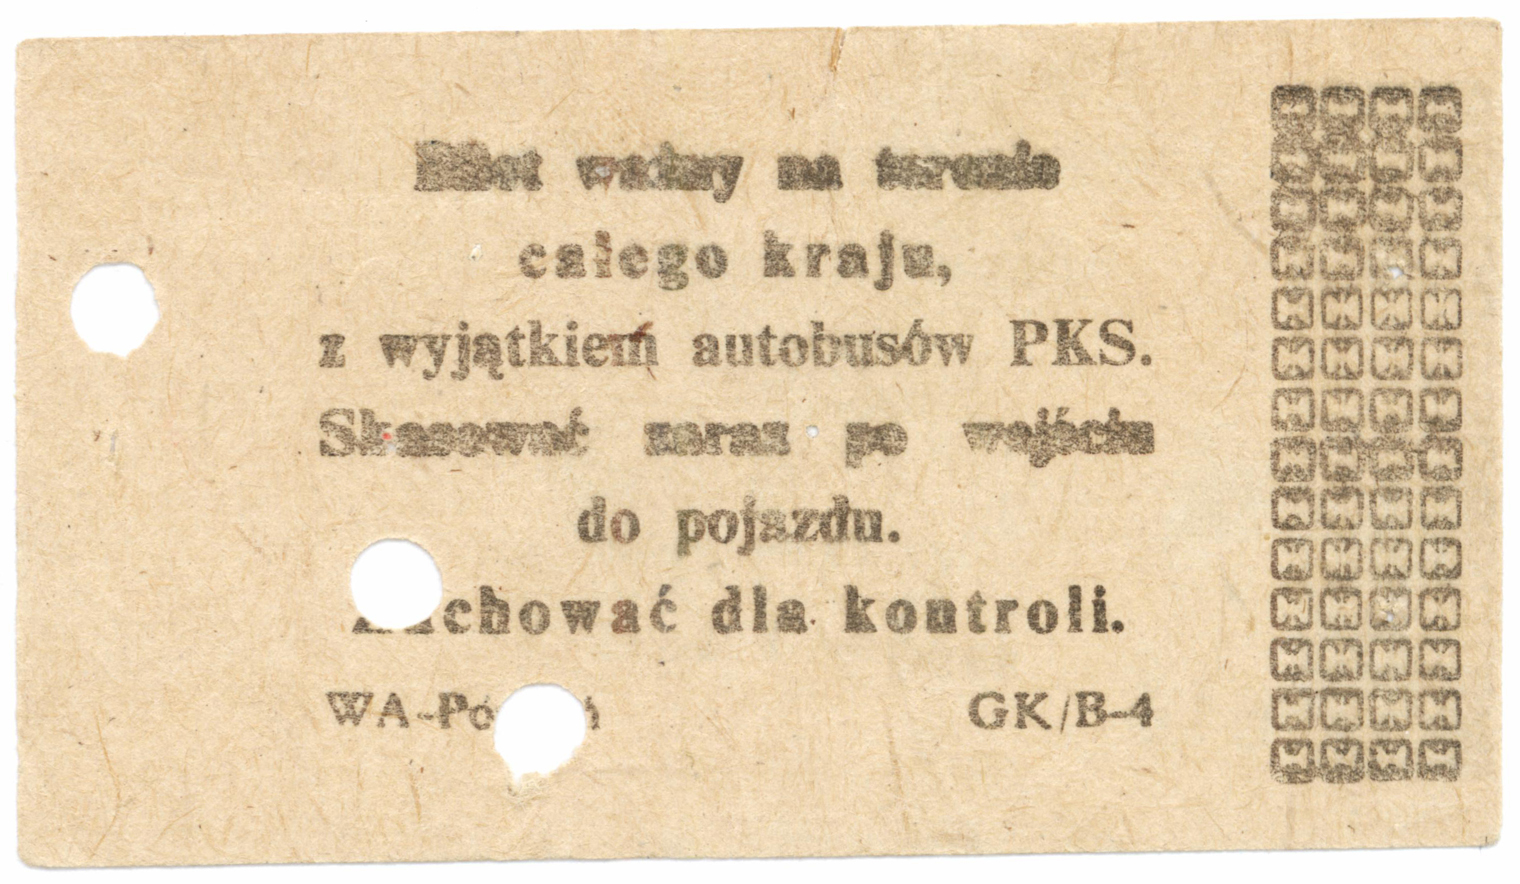 Bilet ważny na terenie
całego kraju,
z wyjątkiem autobusów PKS.
Skasować zaraz po wejściu
do pojazdu.
Zachować dla kontroli.
GK/B-4